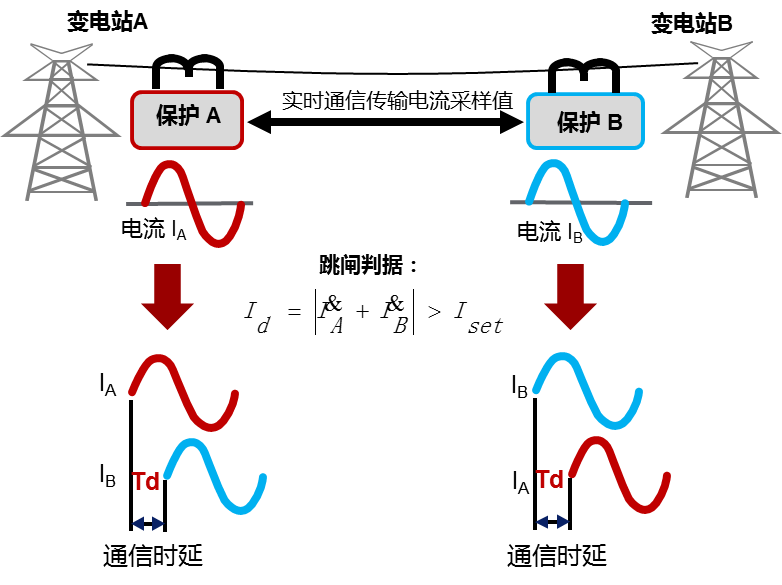 变电站A
变电站B
实时通信传输电流采样值
保护 A
保护 B
电流 IA
电流 IB
跳闸判据：
Id = |I&A + I&B| > Iset
IA
IB
Td
通信时延
IB
IA
Td
通信时延